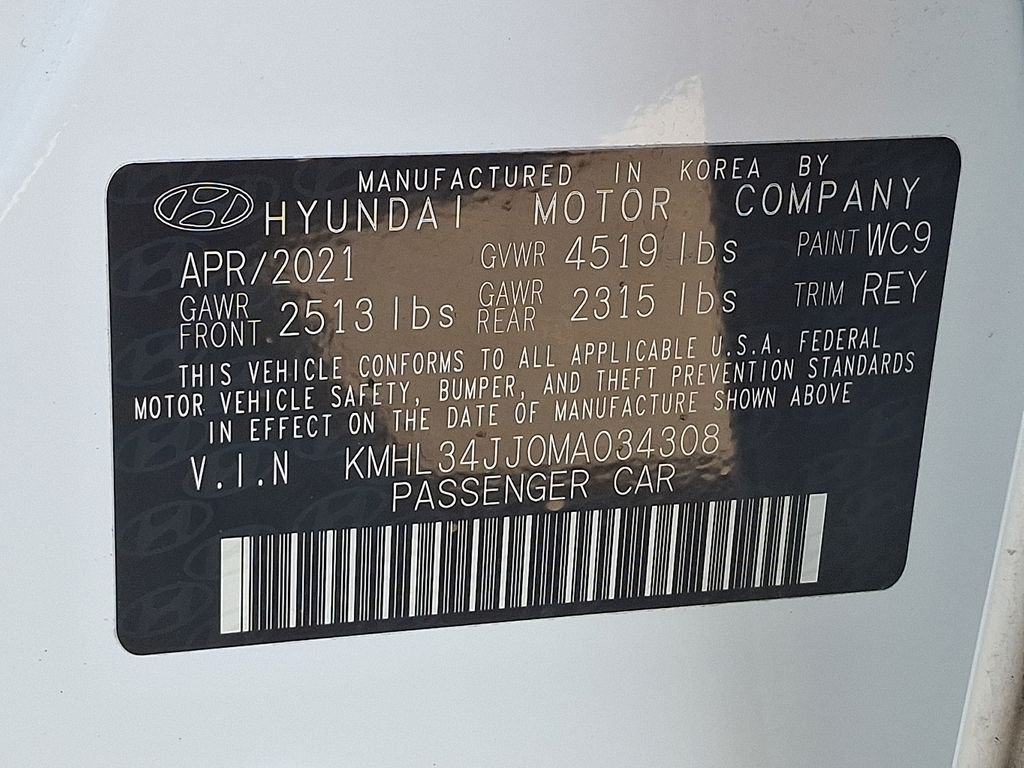 MANUFACTURED IN KOREA BY
HYUNDAI MOTOR COMPANY
APR/2021 GVWR 4519 lbs PAINT WC9
GAWR FRONT 2513 lbs GAWR REAR 2315 lbs TRIM REY
THIS VEHICLE CONFORMS TO ALL APPLICABLE U.S.A. FEDERAL
MOTOR VEHICLE SAFETY, BUMPER, AND THEFT PREVENTION STANDARDS
IN EFFECT ON THE DATE OF MANUFACTURE SHOWN ABOVE
V.I.N KMHL34JJ0MA034308
PASSENGER CAR